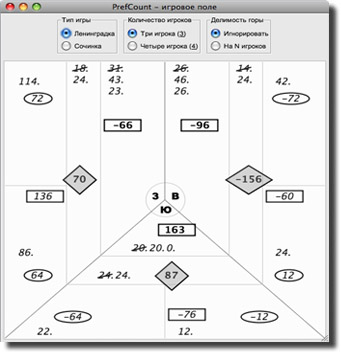 PrefCount – игровое поле
Тип игры
Ленинградка
Сочинка
Количество игроков
Три игрока (3)
Четыре игрока (4)
Делимость горы
Игнорировать
На N игроков
114. 18. 31. 26. 14. 42.
24. 43. 46. 24.
23. 26.
72 -72
-66 -96
70 -156
136 -60
З В
Ю
163
20. 20. 0.
86. 24.
64 24. 24. 87 12
-64 -76 -12
22. 12.